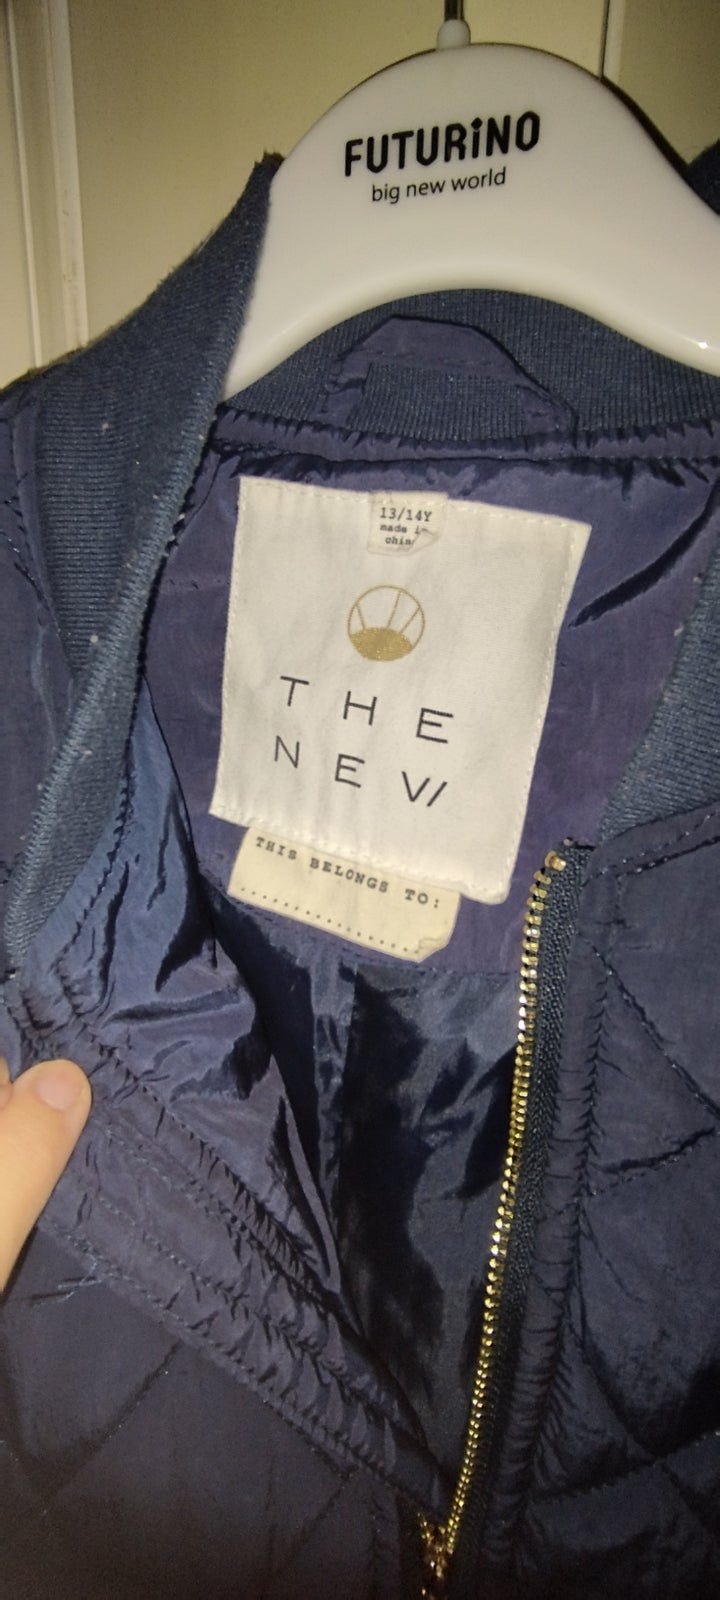 FUTURiNO
big new world
13/14Y
made in
china
THE
NEW
THIS BELONGS TO: